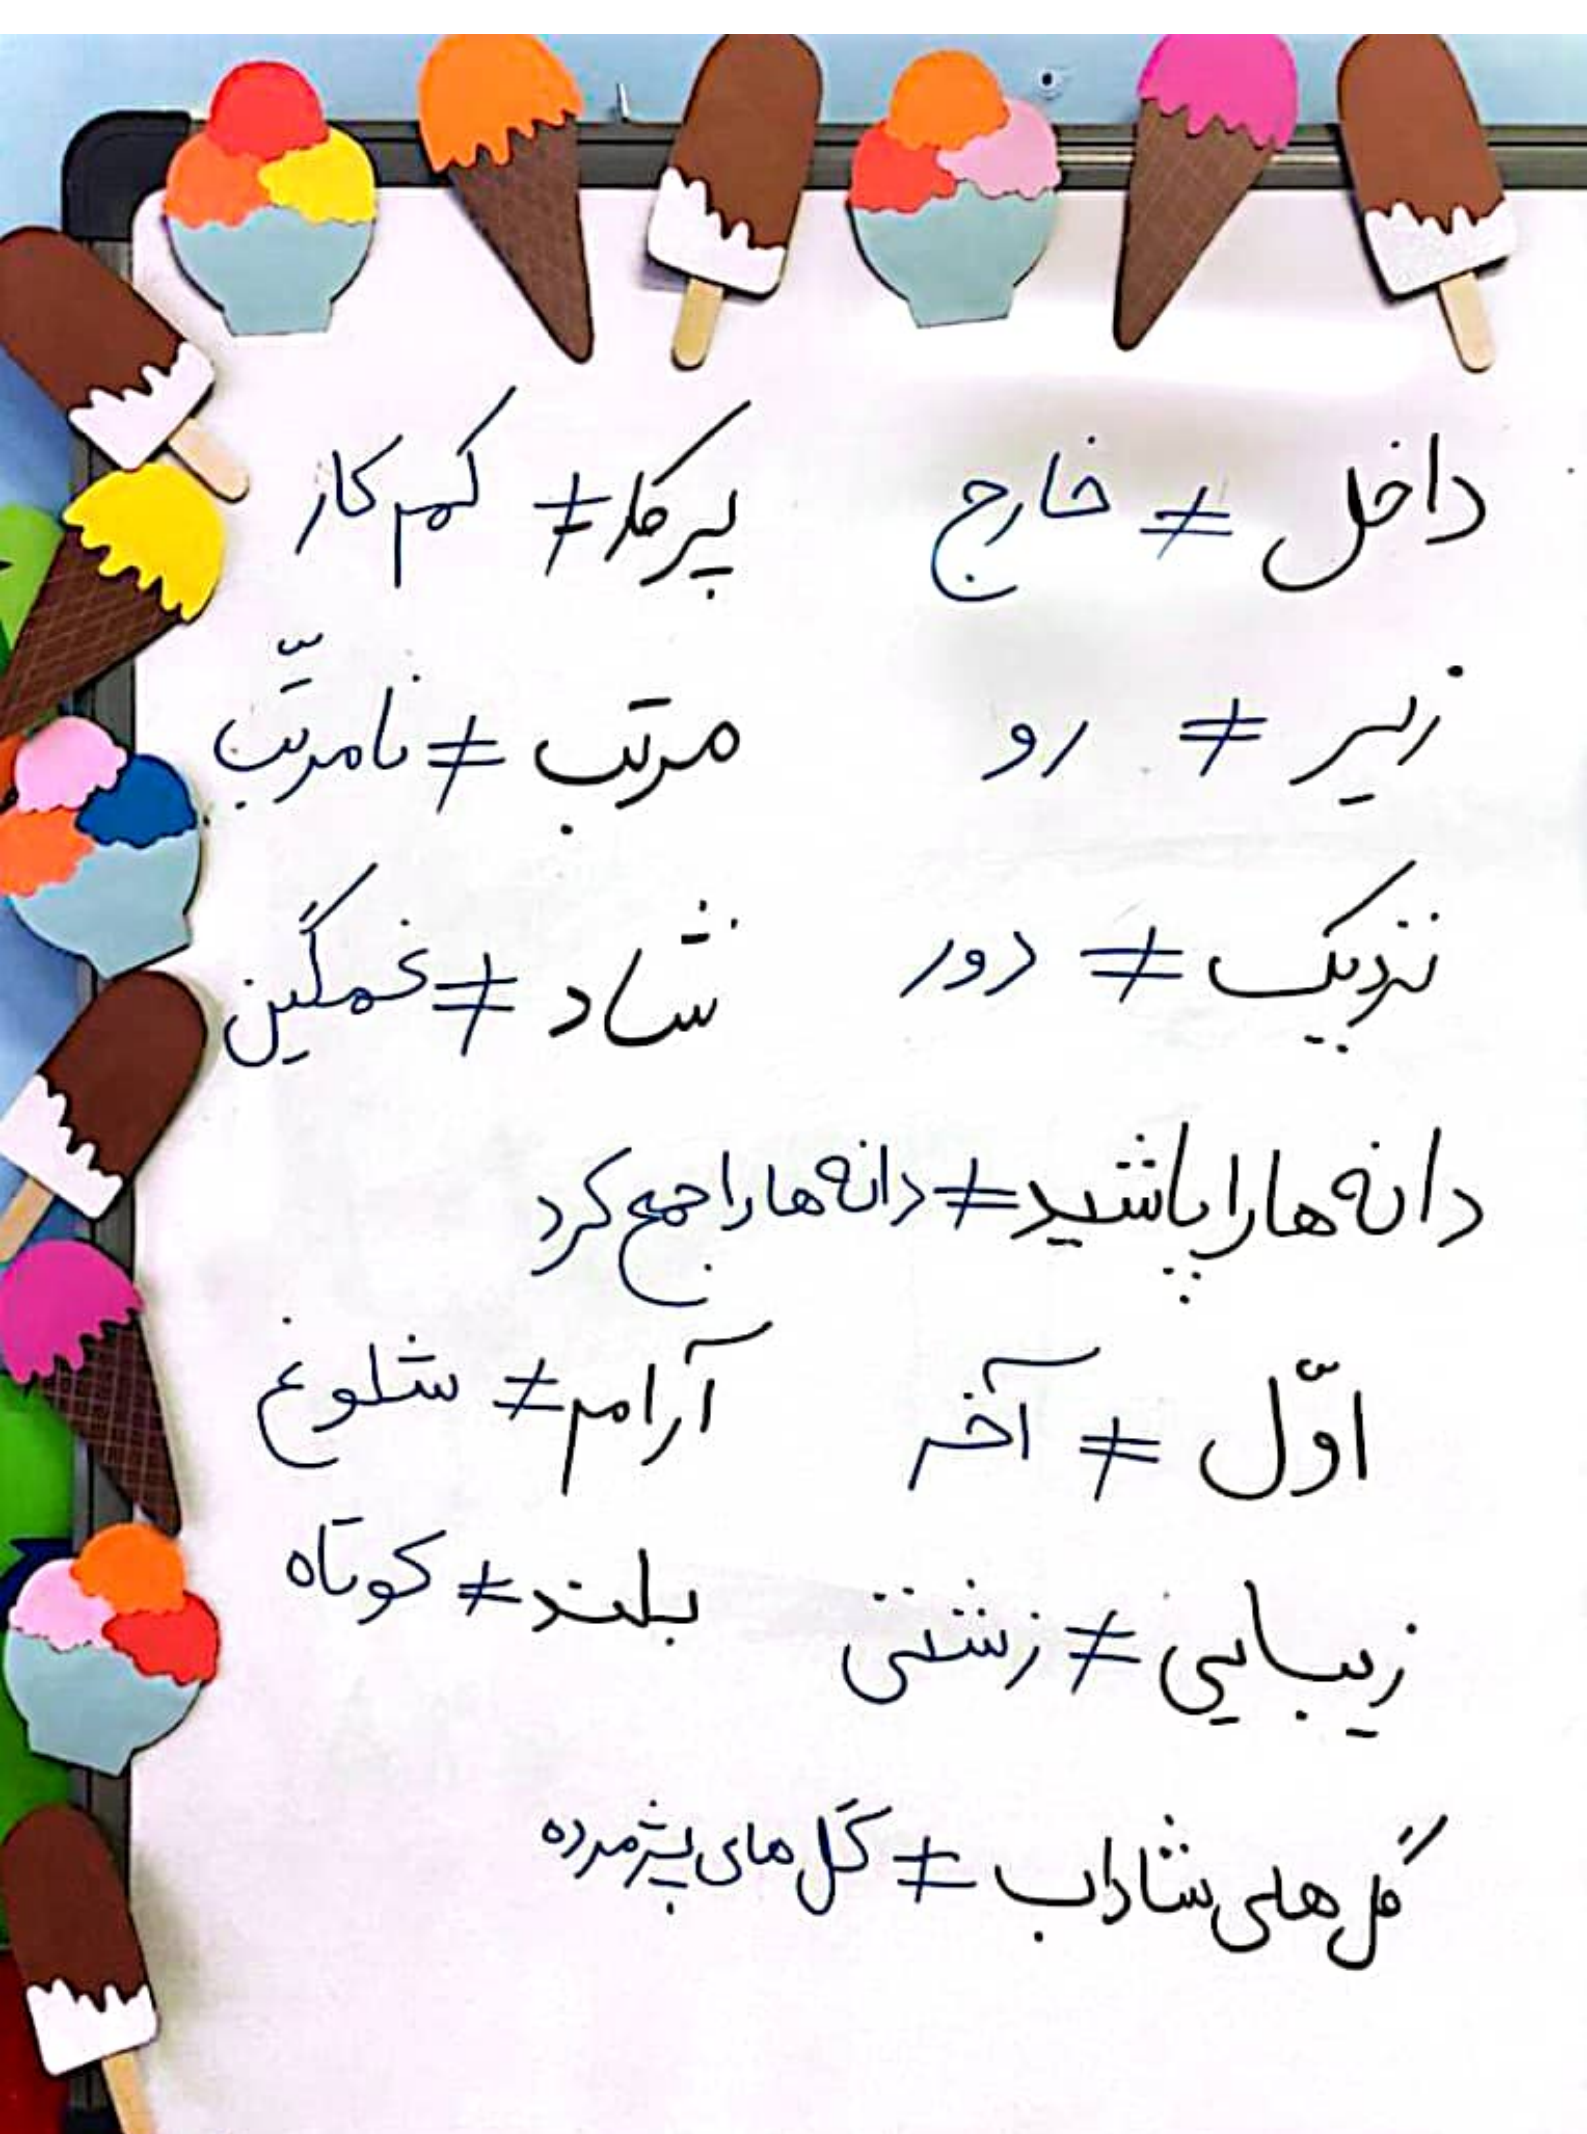 داخل ≠ خارج پرکار ≠ کم کار
زیر ≠ رو مرتب ≠ نامرتّب
نزدیک ≠ دور شاد ≠ غمگین
دانه ها را پاشید ≠ دانه ها را جمع کرد
اوّل ≠ آخر آرام ≠ شلوغ
زیبایی ≠ زشتی بلند ≠ کوتاه
گل های شاداب ≠ گل های پژمرده